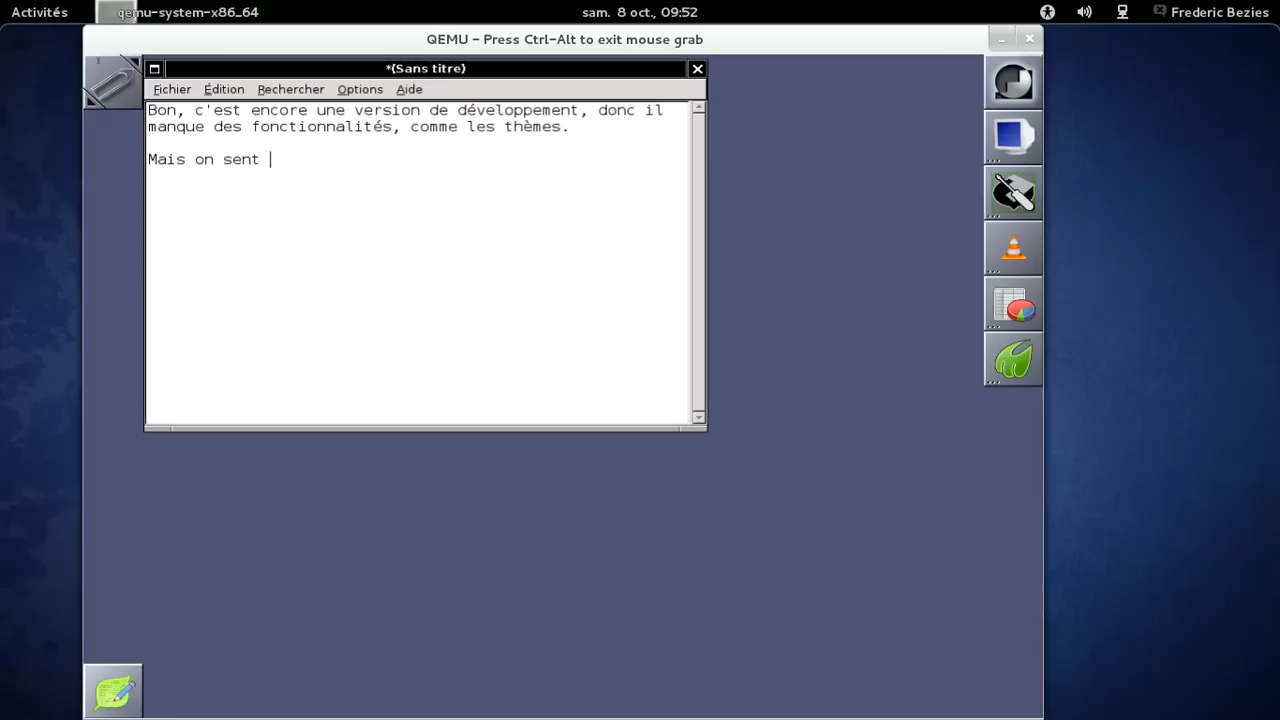 Activités qemu-system-x86_64 sam. 8 oct., 09:52 Frederic Bezies
QEMU - Press Ctrl-Alt to exit mouse grab
1
*{Sans titre}
Fichier Édition Rechercher Options Aide
Bon, c'est encore une version de développement, donc il
manque des fonctionnalités, comme les thèmes.
Mais on sent